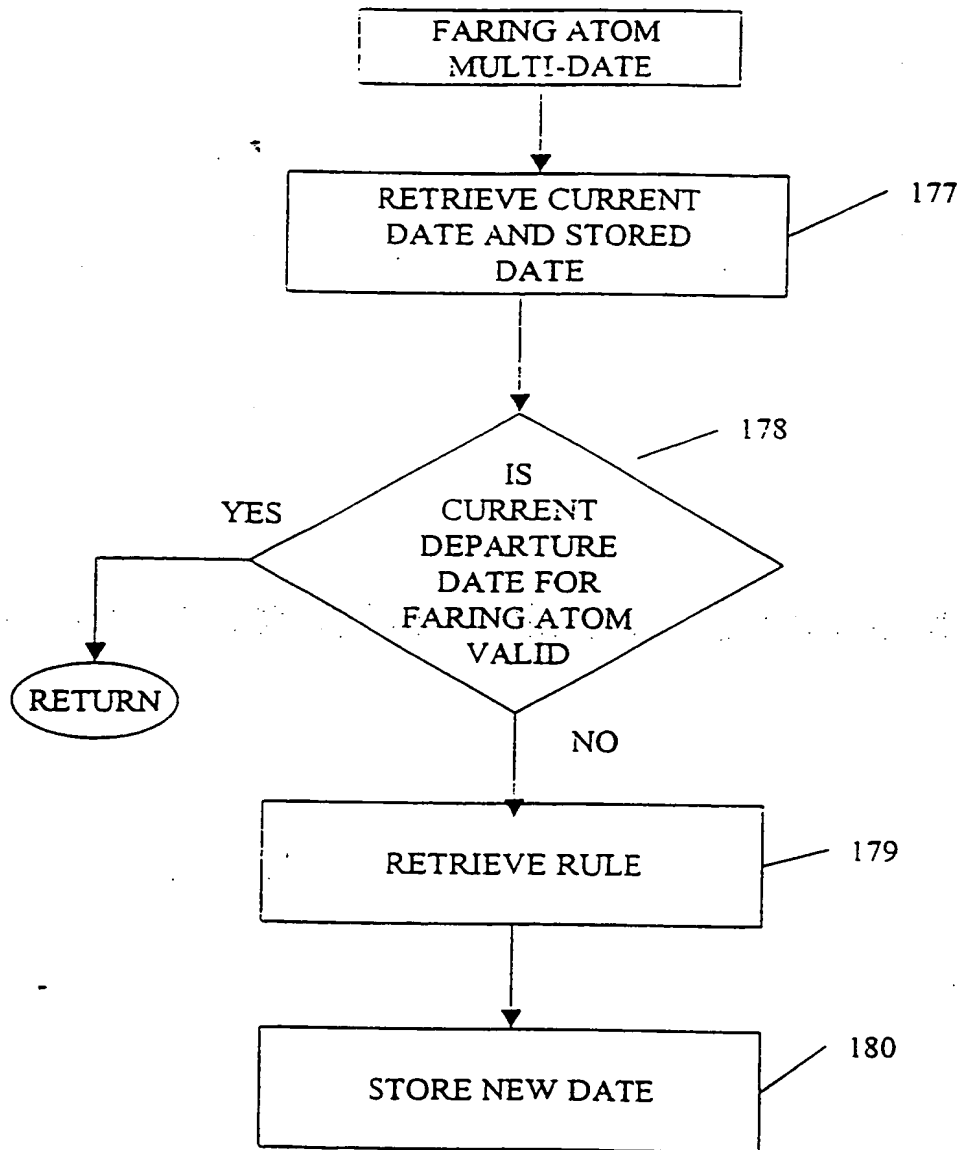 FARING ATOM
MULTI-DATE
RETRIEVE CURRENT
DATE AND STORED
DATE
177
178
IS
CURRENT
DEPARTURE
DATE FOR
FARING ATOM
VALID
YES
RETURN
NO
RETRIEVE RULE
179
STORE NEW DATE
180